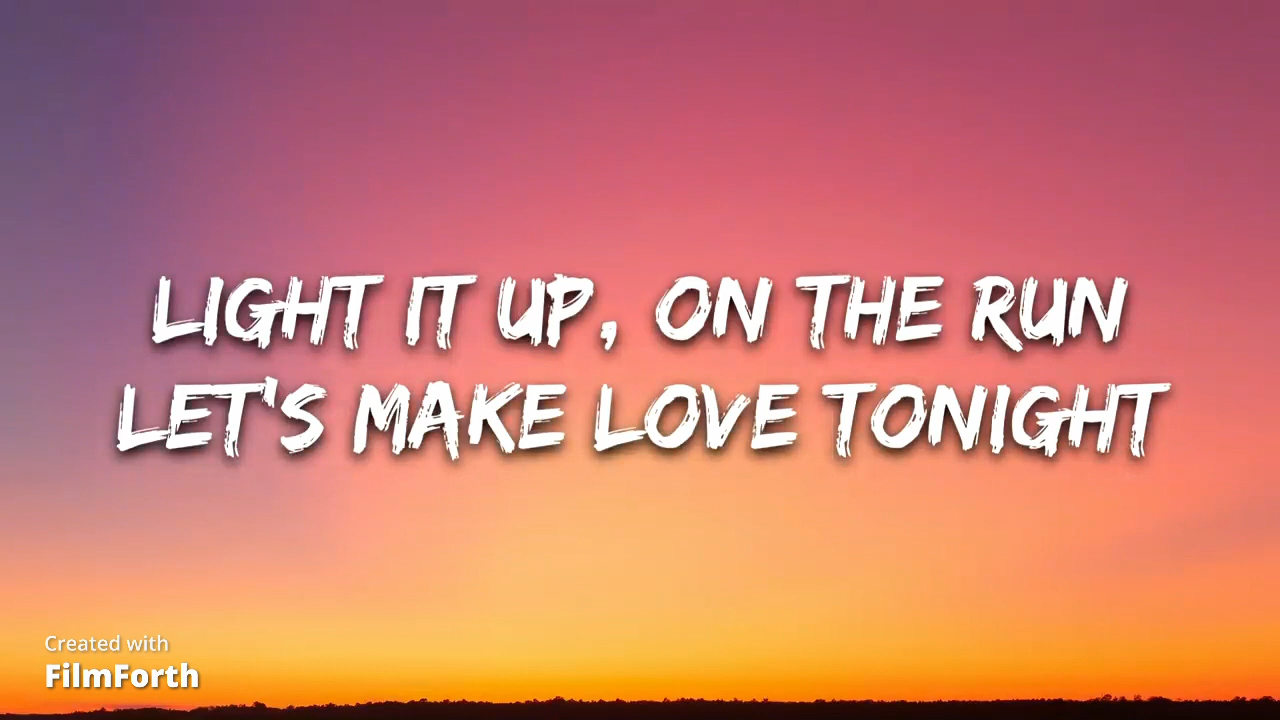 LIGHT IT UP, ON THE RUN
LET'S MAKE LOVE TONIGHT
Created with
FilmForth